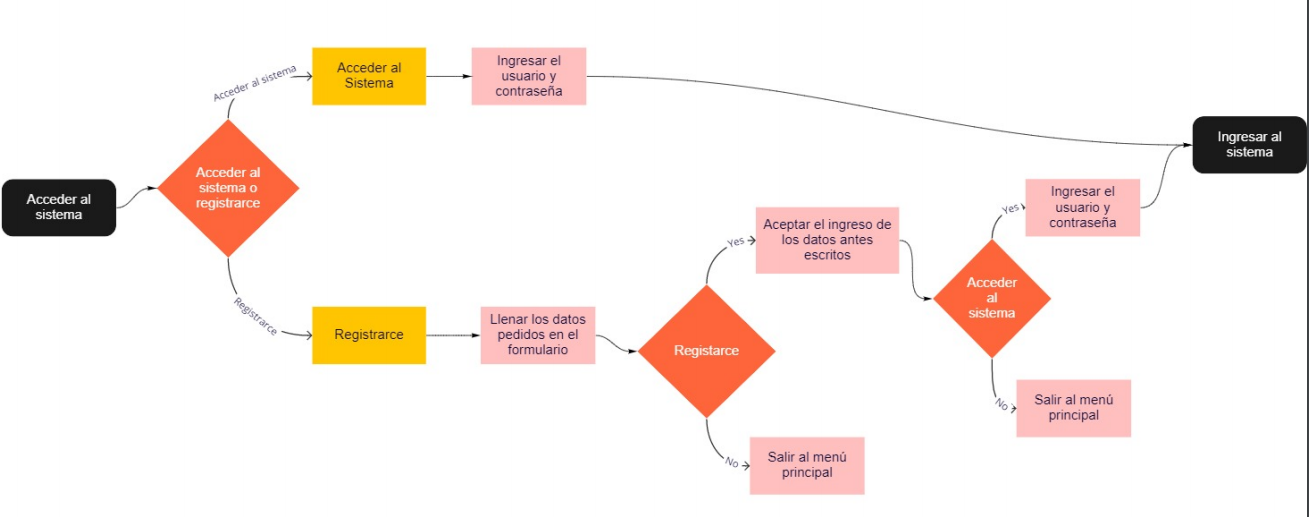 Acceder al
sistema
Acceder al
sistema o
registrarce
Acceder al sistema
Acceder al
Sistema
Ingresar el
usuario y
contraseña
Registrarce
Registrarce
Llenar los datos
pedidos en el
formulario
Registarce
Yes
Aceptar el ingreso de
los datos antes
escritos
No
Salir al menú
principal
Acceder
al
sistema
Yes
Ingresar el
usuario y
contraseña
No
Salir al menú
principal
Ingresar al
sistema